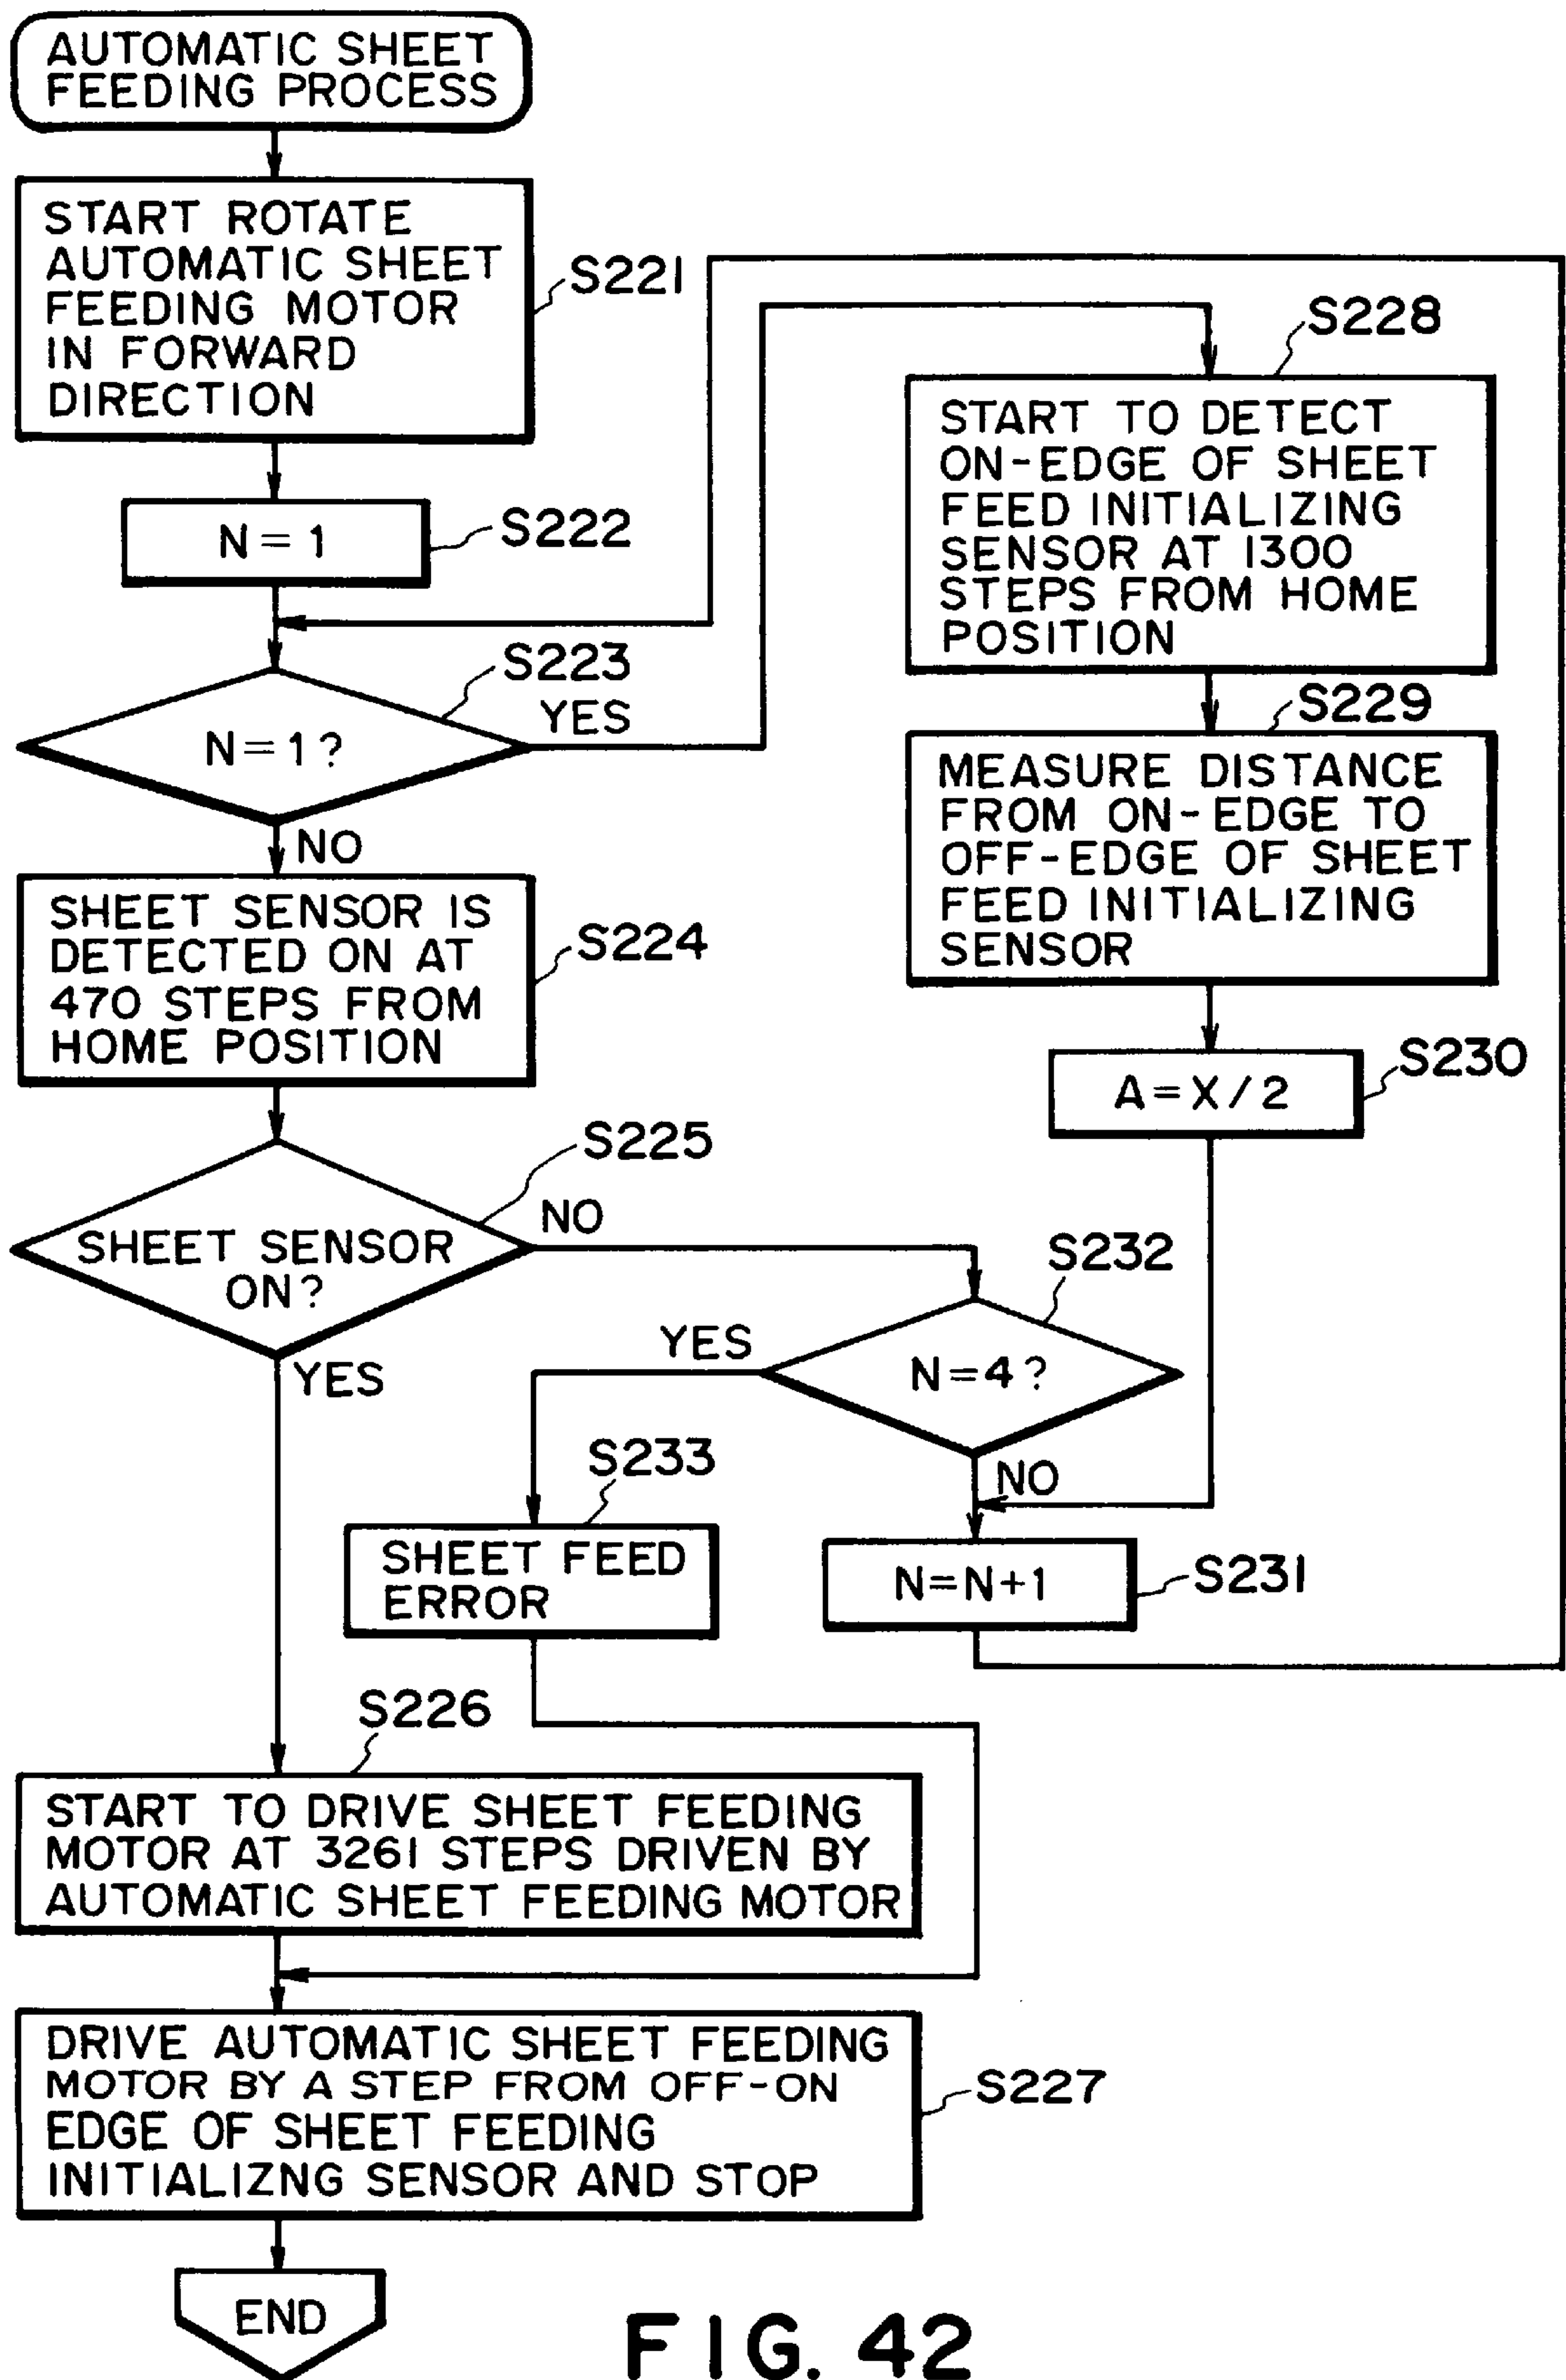 AUTOMATIC SHEET
FEEDING PROCESS
START ROTATE
AUTOMATIC SHEET
FEEDING MOTOR
IN FORWARD
DIRECTION
S221
N=1
S222
S223
N=1?
YES
NO
SHEET SENSOR IS
DETECTED ON AT
470 STEPS FROM
HOME POSITION
S224
S225
SHEET SENSOR
ON?
NO
YES
S228
START TO DETECT
ON-EDGE OF SHEET
FEED INITIALIZING
SENSOR AT 1300
STEPS FROM HOME
POSITION
S229
MEASURE DISTANCE
FROM ON-EDGE TO
OFF-EDGE OF SHEET
FEED INITIALIZING
SENSOR
S230
A=X/2
S232
N=4?
YES
NO
S233
SHEET FEED
ERROR
N=N+1
S231
S226
START TO DRIVE SHEET FEEDING
MOTOR AT 3261 STEPS DRIVEN BY
AUTOMATIC SHEET FEEDING MOTOR
DRIVE AUTOMATIC SHEET FEEDING
MOTOR BY A STEP FROM OFF-ON
EDGE OF SHEET FEEDING
INITIALIZNG SENSOR AND STOP
S227
END
FIG. 42